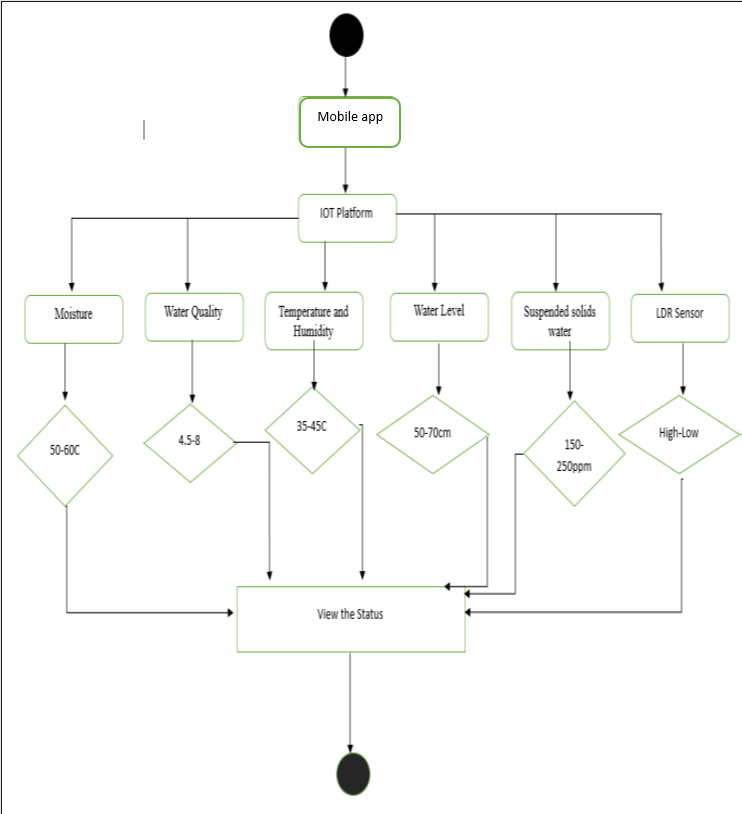 Mobile app
IOT Platform
Moisture
Water Quality
Temperature and
Humidity
Water Level
Suspended solids
water
LDR Sensor
50-60C
4.5-8
35-45C
50-70cm
150-
250ppm
High-Low
View the Status